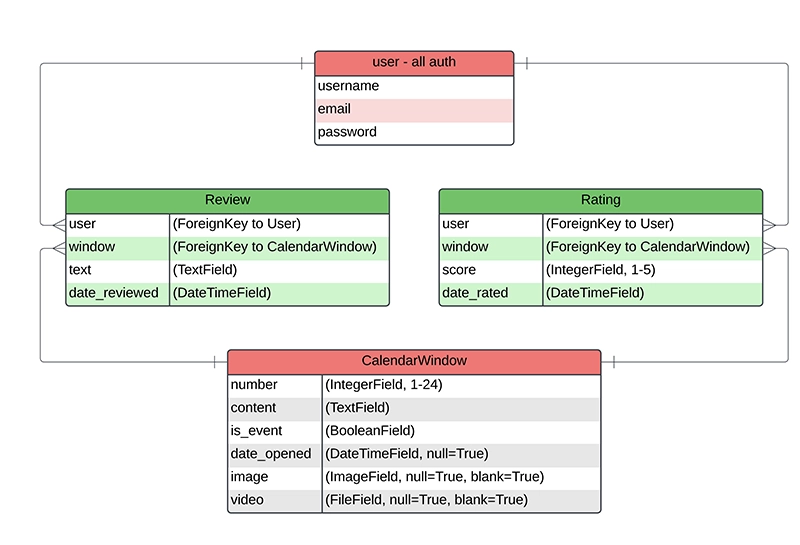 user - all auth
username
email
password
Review
user (ForeignKey to User)
window (ForeignKey to CalendarWindow)
text (TextField)
date_reviewed (DateTimeField)
Rating
user (ForeignKey to User)
window (ForeignKey to CalendarWindow)
score (IntegerField, 1-5)
date_rated (DateTimeField)
CalendarWindow
number (IntegerField, 1-24)
content (TextField)
is_event (BooleanField)
date_opened (DateTimeField, null=True)
image (ImageField, null=True, blank=True)
video (FileField, null=True, blank=True)